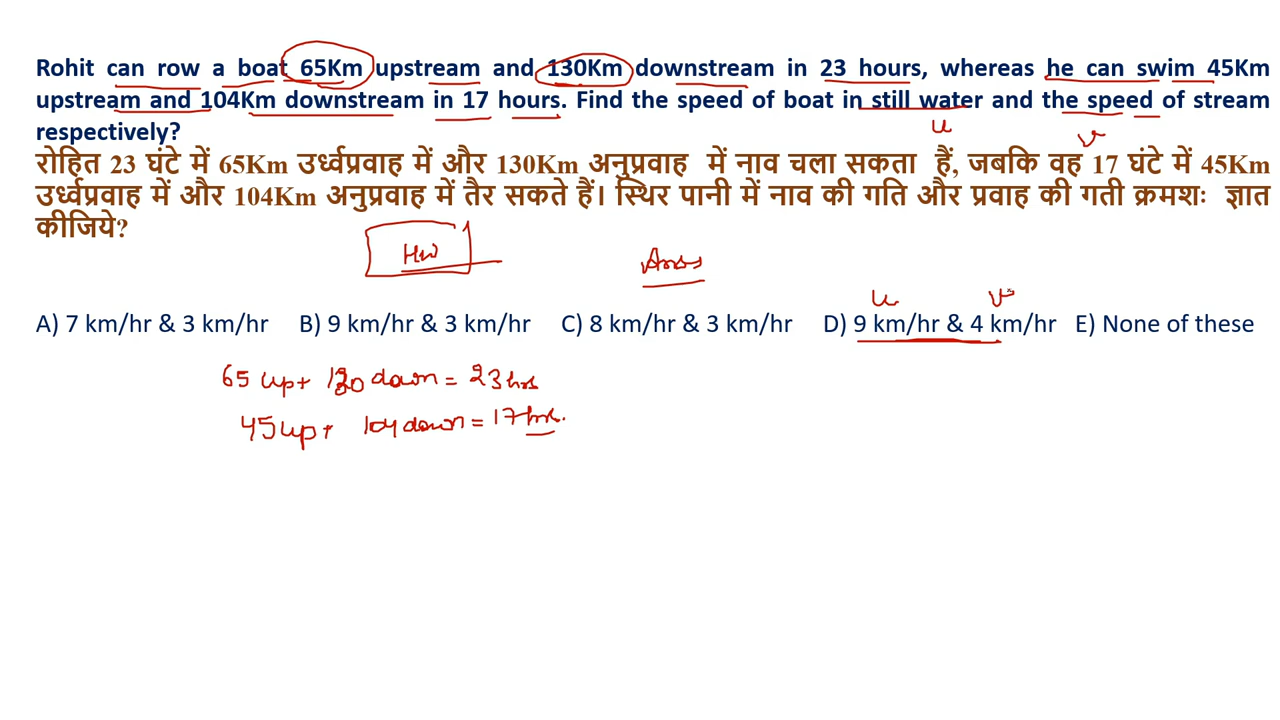 Rohit can row a boat 65Km upstream and 130Km downstream in 23 hours, whereas he can swim 45Km
upstream and 104Km downstream in 17 hours. Find the speed of boat in still water and the speed of stream
respectively?
u v
रोहित 23 घंटे में 65Km उर्ध्वप्रवाह में और 130Km अनुप्रवाह में नाव चला सकता हैं, जबकि वह 17 घंटे में 45Km
उर्ध्वप्रवाह में और 104Km अनुप्रवाह में तैर सकते हैं। स्थिर पानी में नाव की गति और प्रवाह की गती क्रमशः ज्ञात
कीजिये?
HW Ans
u v
A) 7 km/hr & 3 km/hr B) 9 km/hr & 3 km/hr C) 8 km/hr & 3 km/hr D) 9 km/hr & 4 km/hr E) None of these
65 up + 130 down = 23 hrs
45 up + 104 down = 17 hrs.